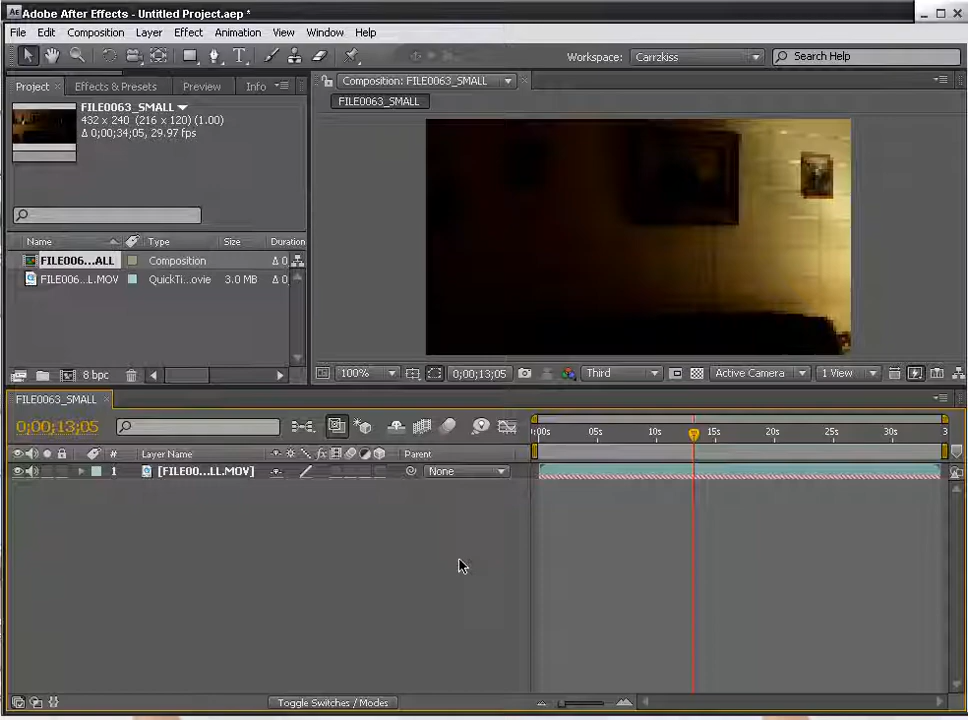 AE Adobe After Effects - Untitled Project.aep *
File Edit Composition Layer Effect Animation View Window Help
Workspace: Carrzkiss Search Help
Project Effects & Presets Preview Info
Composition: FILE0063_SMALL
FILE0063_SMALL
FILE0063_SMALL
432 x 240 (216 x 120) (1.00)
Δ 0;00;34;05, 29.97 fps
Name Type Size Duration
FILE006...ALL Composition Δ 0
FILE006...L.MOV QuickTi...ovie 3.0 MB Δ 0
8 bpc
100% 0;00;13;05 Third Active Camera 1 View
FILE0063_SMALL
0;00;13;05
# Layer Name Parent
1 [FILE00...LL.MOV] None
):00s 05s 10s 15s 20s 25s 30s 3
Toggle Switches / Modes